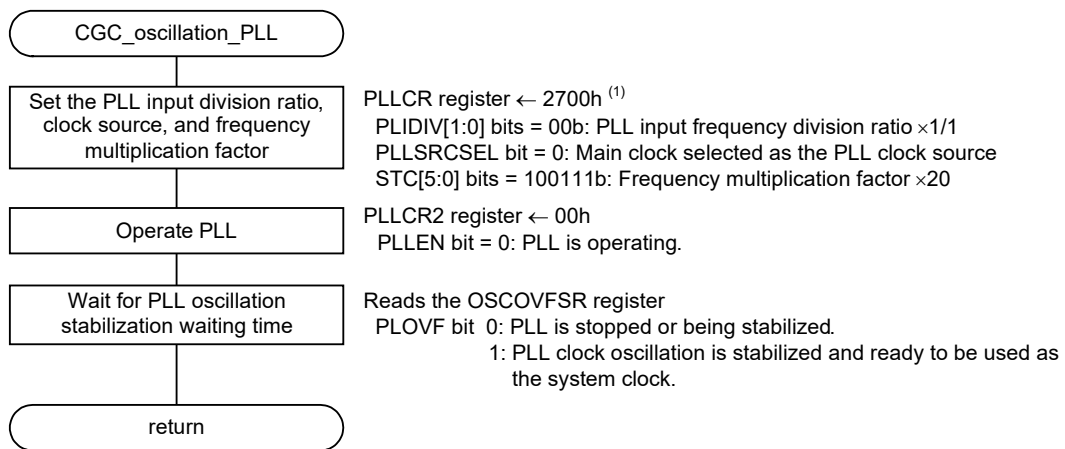 CGC_oscillation_PLL
Set the PLL input division ratio,
clock source, and frequency
multiplication factor
PLLCR register ← 2700h (1)
PLIDIV[1:0] bits = 00b: PLL input frequency division ratio ×1/1
PLLSRCSEL bit = 0: Main clock selected as the PLL clock source
STC[5:0] bits = 100111b: Frequency multiplication factor ×20
Operate PLL
PLLCR2 register ← 00h
PLLEN bit = 0: PLL is operating.
Wait for PLL oscillation
stabilization waiting time
Reads the OSCOVFSR register
PLOVF bit 0: PLL is stopped or being stabilized.
1: PLL clock oscillation is stabilized and ready to be used as
the system clock.
return